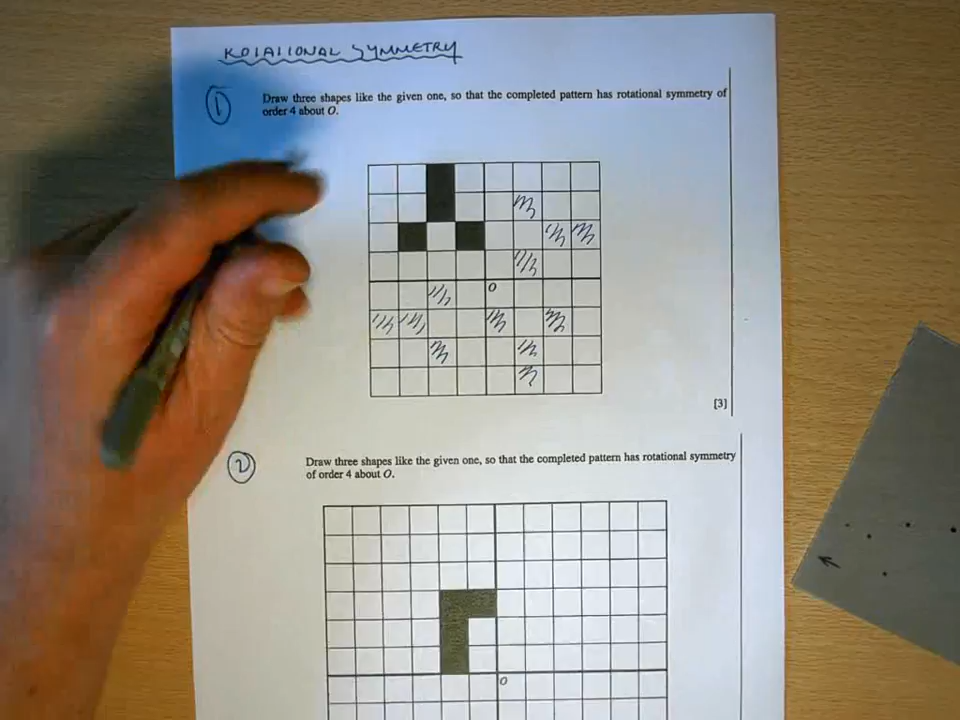 ROTATIONAL SYMMETRY
1
Draw three shapes like the given one, so that the completed pattern has rotational symmetry of
order 4 about O.
O
[3]
2
Draw three shapes like the given one, so that the completed pattern has rotational symmetry
of order 4 about O.
O